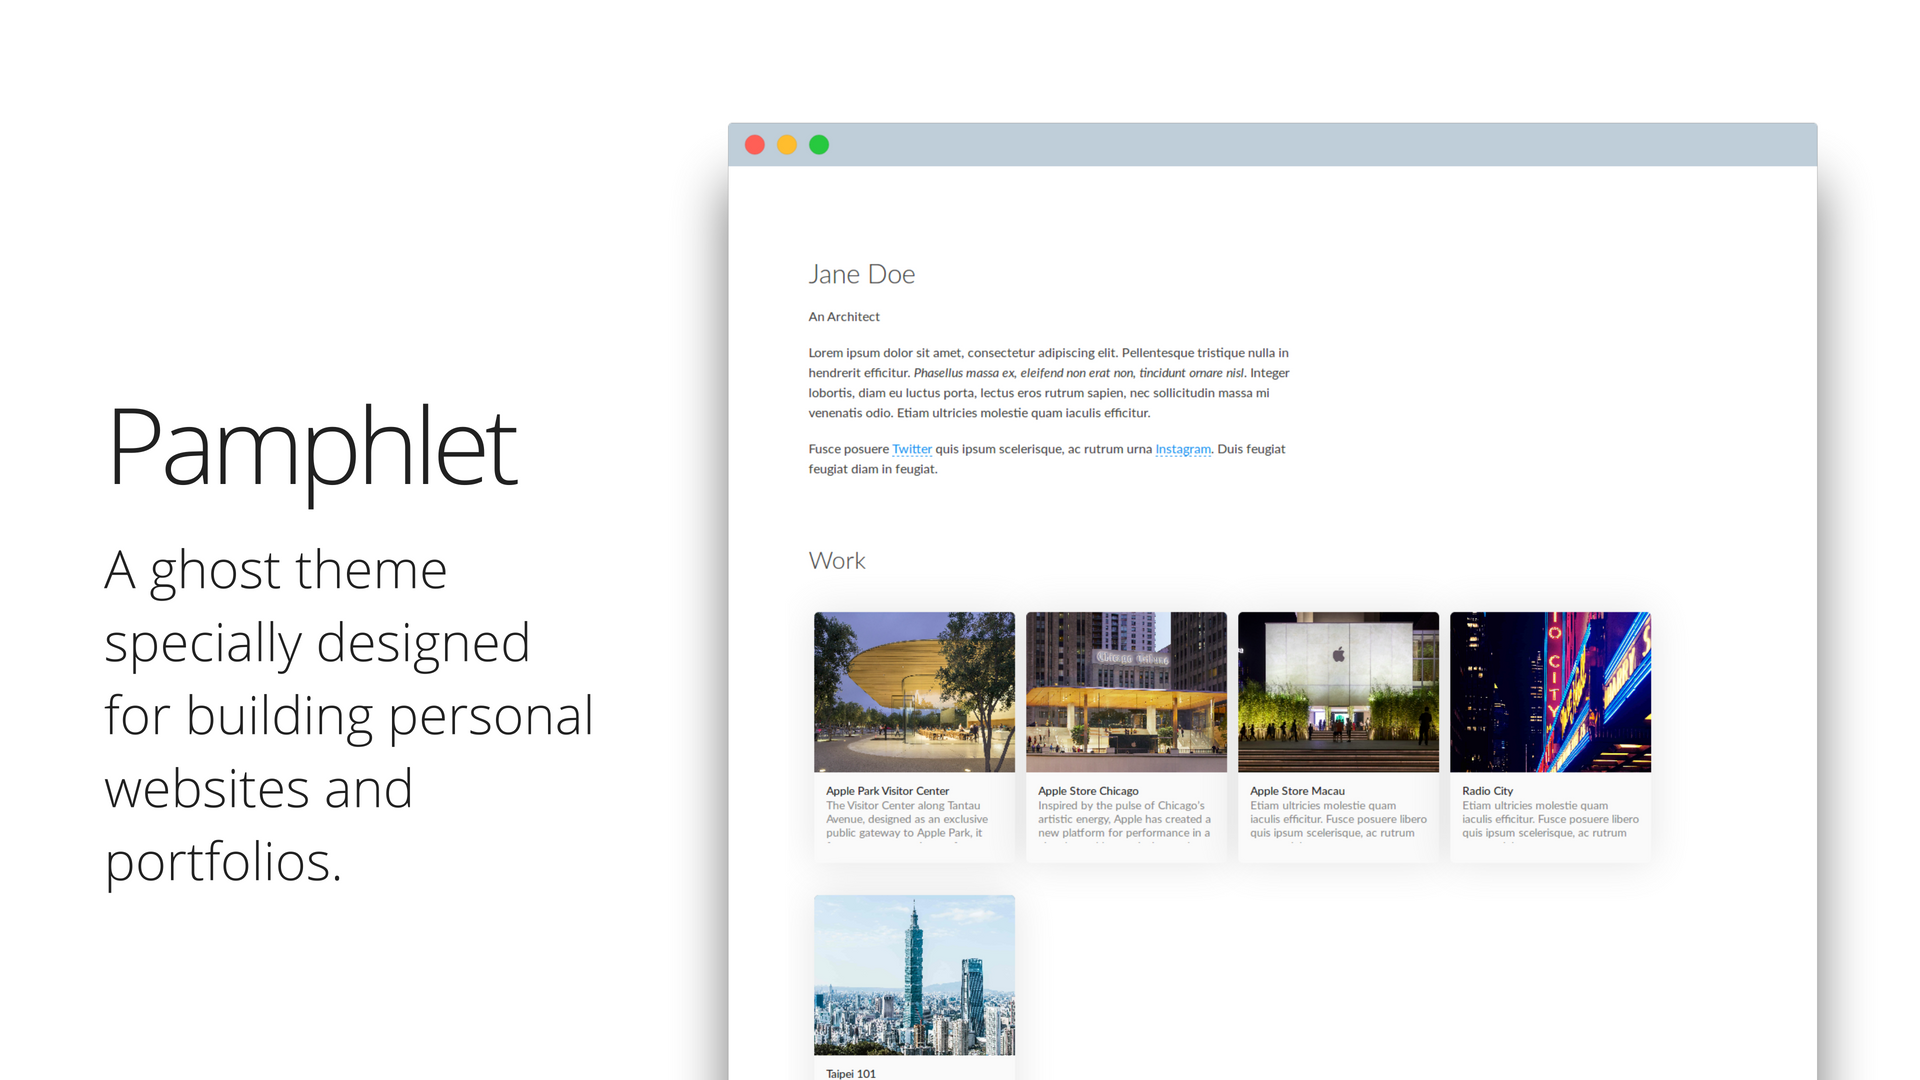 Pamphlet
A ghost theme
specially designed
for building personal
websites and
portfolios.
Jane Doe
An Architect
Lorem ipsum dolor sit amet, consectetur adipiscing elit. Pellentesque tristique nulla in
hendrerit efficitur. Phasellus massa ex, eleifend non erat non, tincidunt ornare nisl. Integer
lobortis, diam eu luctus porta, lectus eros rutrum sapien, nec sollicitudin massa mi
venenatis odio. Etiam ultricies molestie quam iaculis efficitur.
Fusce posuere Twitter quis ipsum scelerisque, ac rutrum urna Instagram. Duis feugiat
feugiat diam in feugiat.
Work
IO CITY
Apple Park Visitor Center
The Visitor Center along Tantau
Avenue, designed as an exclusive
public gateway to Apple Park, it
Apple Store Chicago
Inspired by the pulse of Chicago's
artistic energy, Apple has created a
new platform for performance in a
Apple Store Macau
Etiam ultricies molestie quam
iaculis efficitur. Fusce posuere libero
quis ipsum scelerisque, ac rutrum
Radio City
Etiam ultricies molestie quam
iaculis efficitur. Fusce posuere libero
quis ipsum scelerisque, ac rutrum
Taipei 101